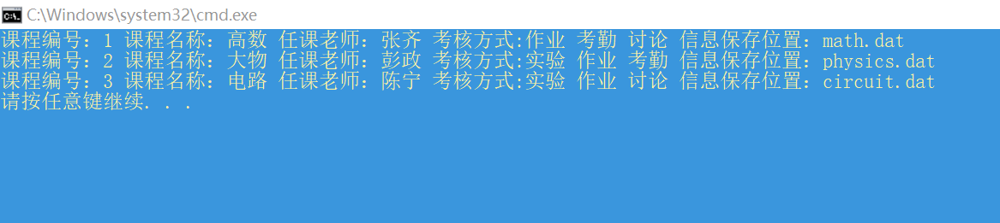 C:\Windows\system32\cmd.exe
课程编号：1 课程名称：高数 任课老师：张齐 考核方式:作业 考勤 讨论 信息保存位置：math.dat
课程编号：2 课程名称：大物 任课老师：彭政 考核方式:实验 作业 考勤 信息保存位置：physics.dat
课程编号：3 课程名称：电路 任课老师：陈宁 考核方式:实验 作业 讨论 信息保存位置：circuit.dat
请按任意键继续. . .